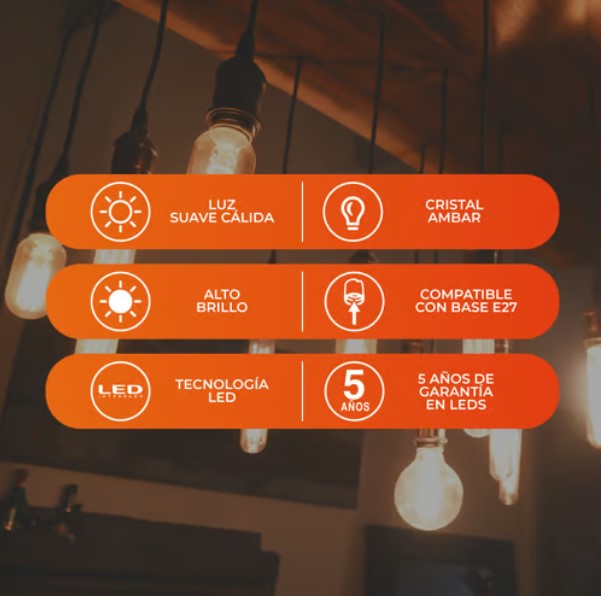 LUZ
SUAVE CÁLIDA
CRISTAL
AMBAR
ALTO
BRILLO
COMPATIBLE
CON BASE E27
LED
INTEGRADO
TECNOLOGÍA
LED
5
AÑOS
5 AÑOS DE
GARANTÍA
EN LEDS